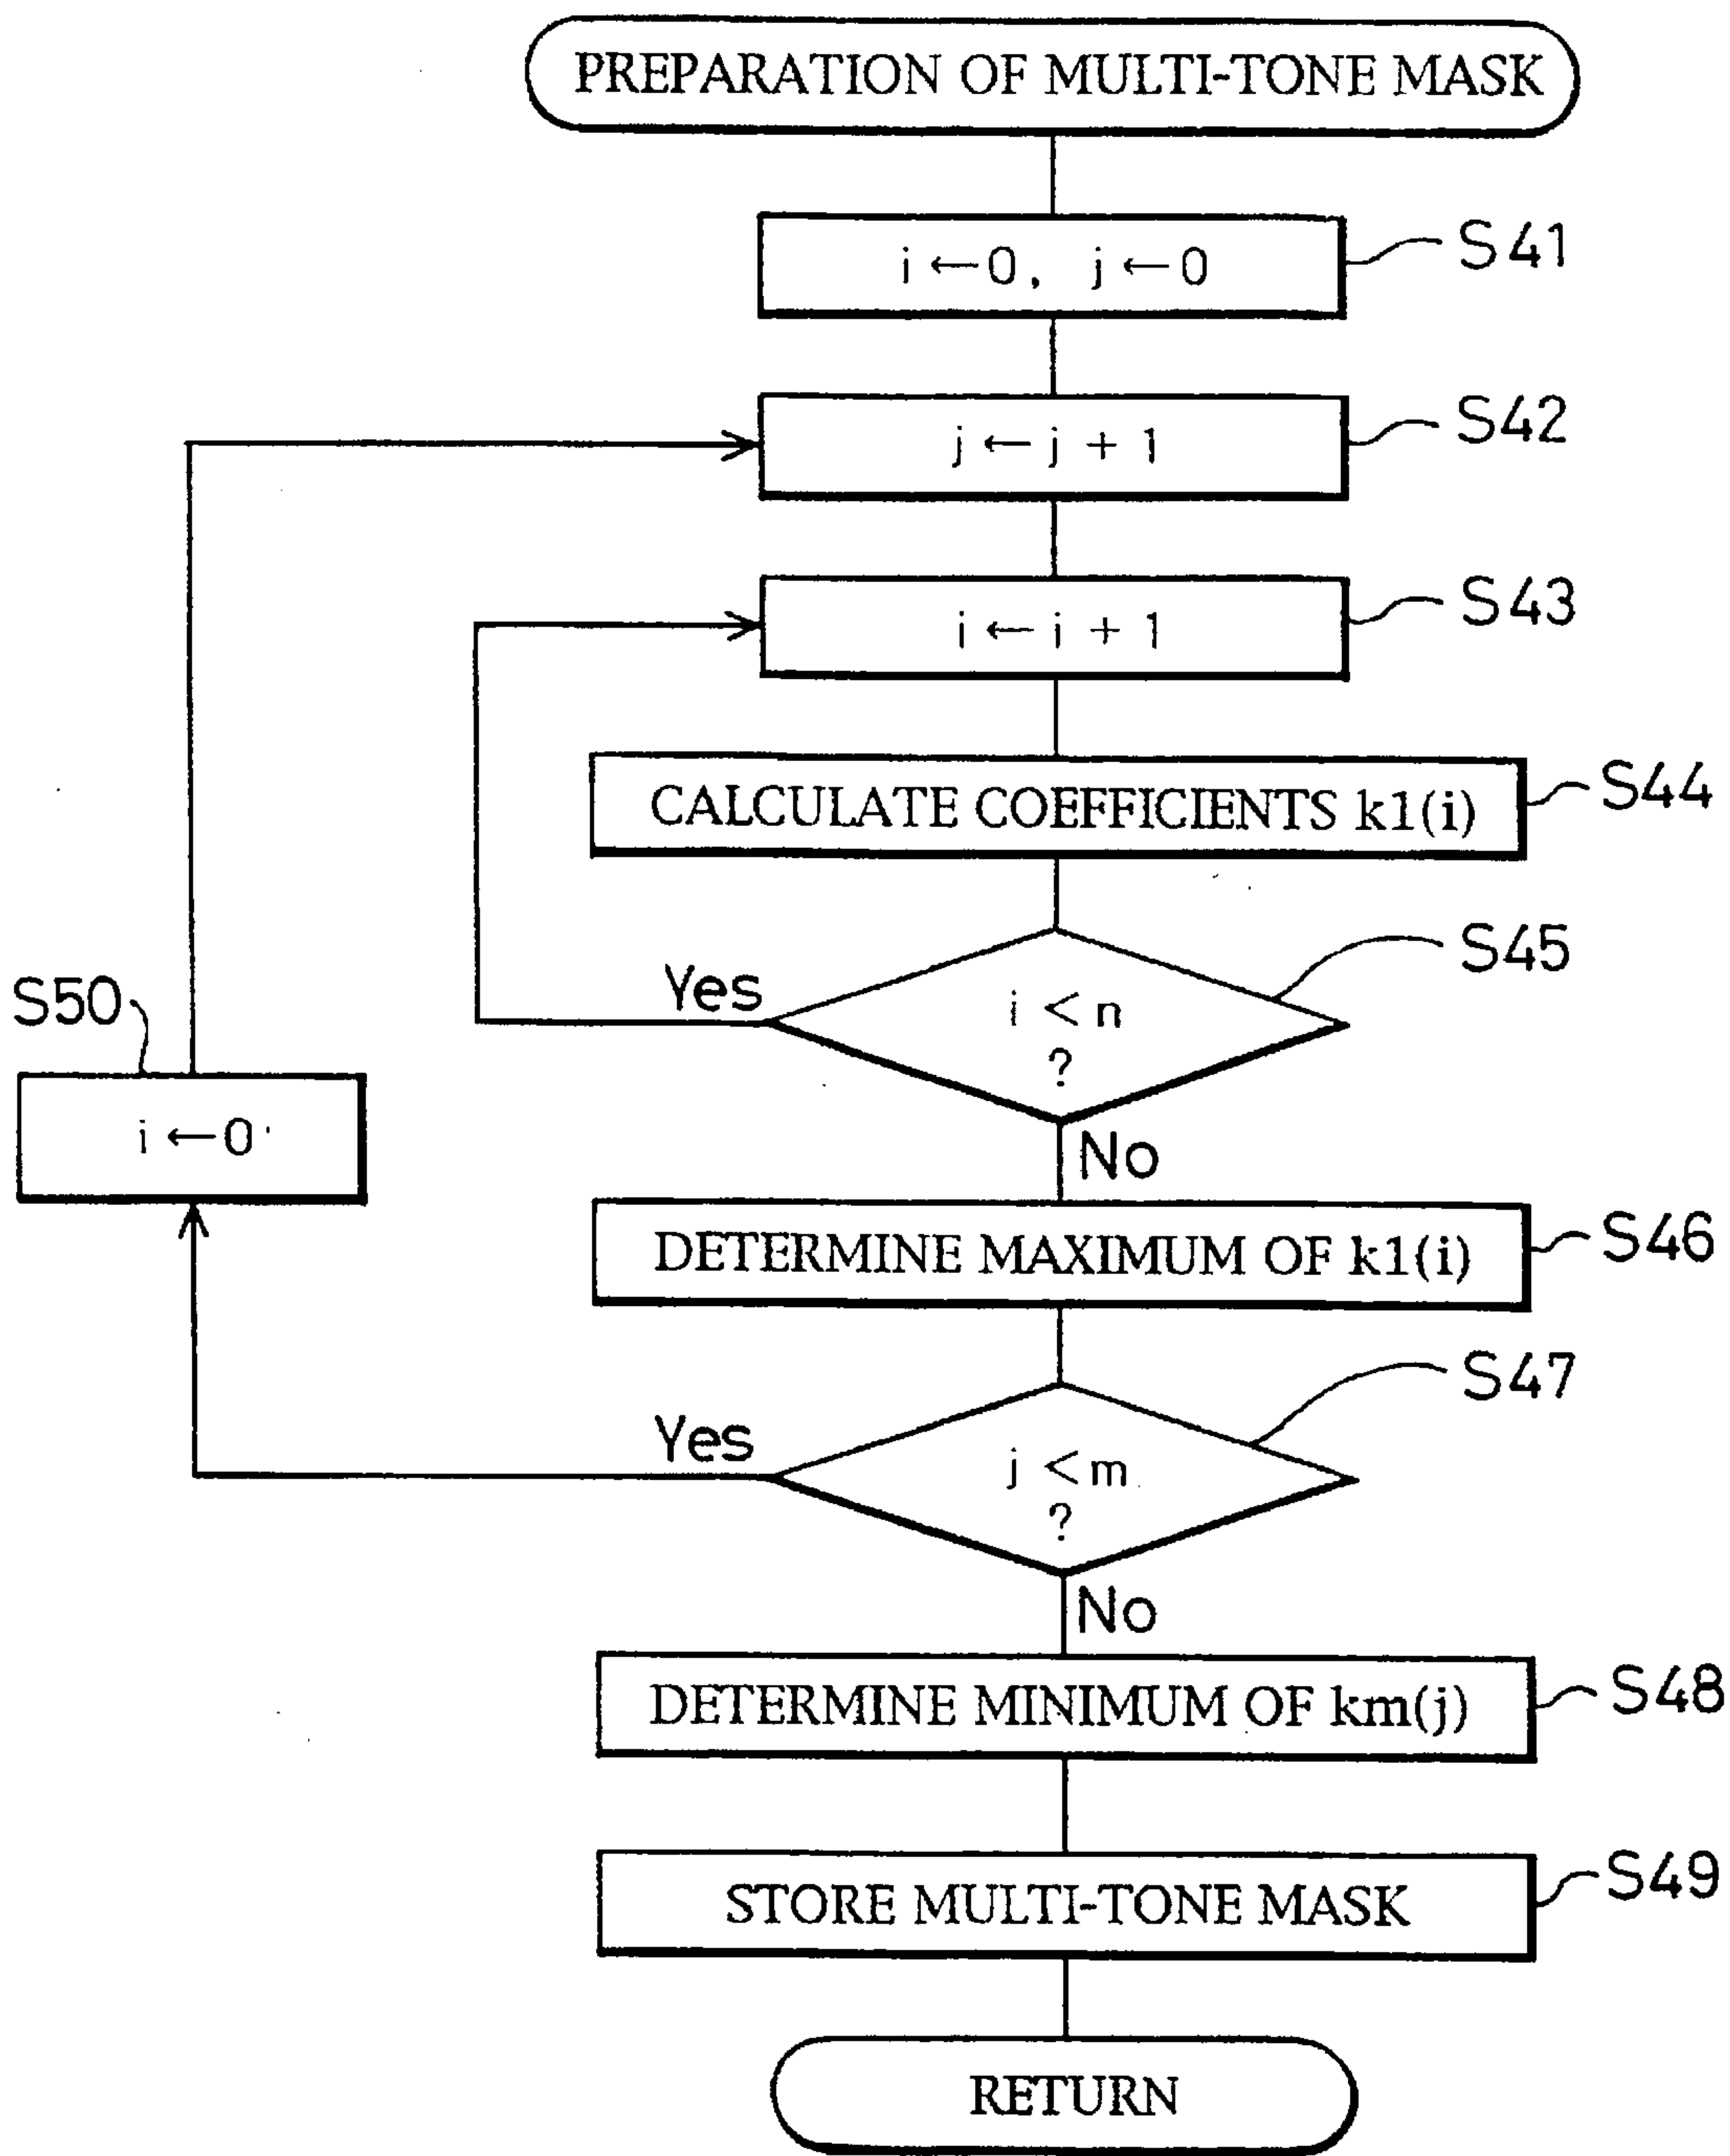 PREPARATION OF MULTI-TONE MASK
i ← 0, j ← 0
S41
j ← j + 1
S42
i ← i + 1
S43
CALCULATE COEFFICIENTS k1(i)
S44
S45
Yes
i < n
?
S50
i ← 0
No
DETERMINE MAXIMUM OF k1(i)
S46
S47
Yes
j < m
?
No
DETERMINE MINIMUM OF km(j)
S48
STORE MULTI-TONE MASK
S49
RETURN